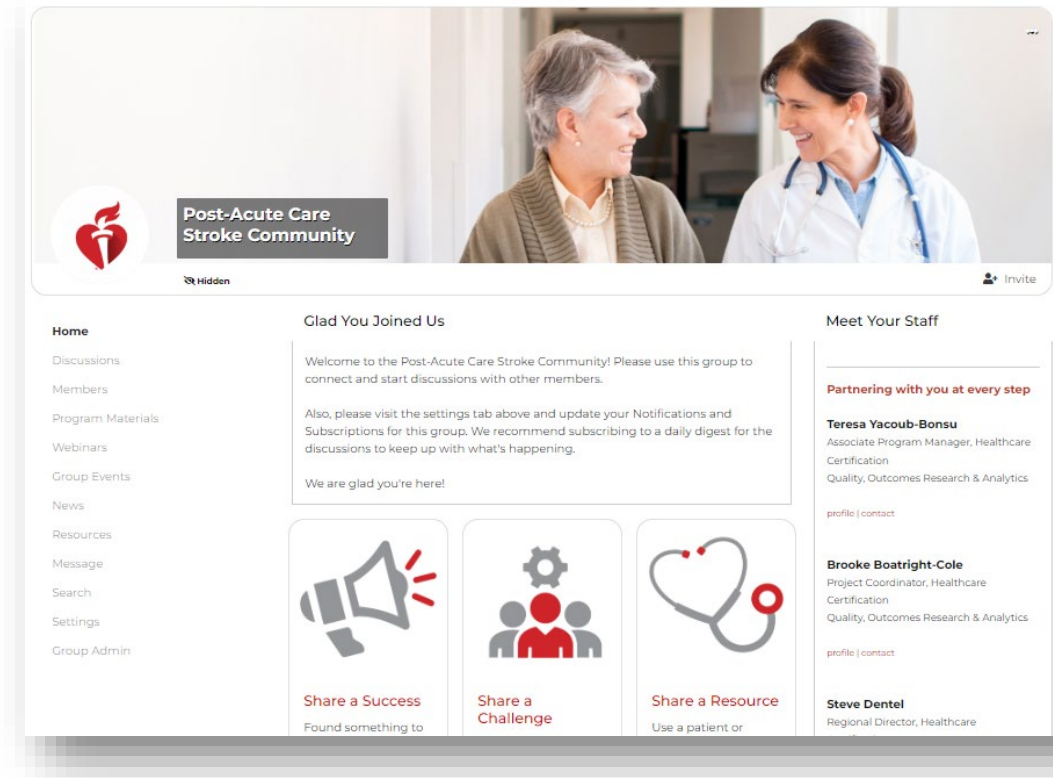 Post-Acute Care
Stroke Community
Hidden
Invite
Home
Discussions
Members
Program Materials
Webinars
Group Events
News
Resources
Message
Search
Settings
Group Admin
Glad You Joined Us
Welcome to the Post-Acute Care Stroke Community! Please use this group to
connect and start discussions with other members.
Also, please visit the settings tab above and update your Notifications and
Subscriptions for this group. We recommend subscribing to a daily digest for the
discussions to keep up with what's happening.
We are glad you're here!
Share a Success
Found something to
Share a
Challenge
Share a Resource
Use a patient or
Meet Your Staff
Partnering with you at every step
Teresa Yacoub-Bonsu
Associate Program Manager, Healthcare
Certification
Quality, Outcomes Research & Analytics
profile | contact
Brooke Boatright-Cole
Project Coordinator, Healthcare
Certification
Quality, Outcomes Research & Analytics
profile | contact
Steve Dentel
Regional Director, Healthcare